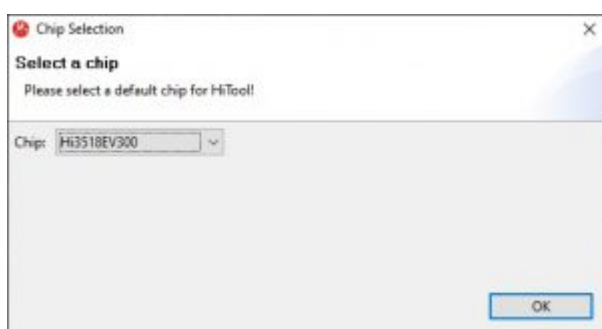 Chip Selection
Select a chip
Please select a default chip for HiTool!
Chip: Hi3518EV300
OK